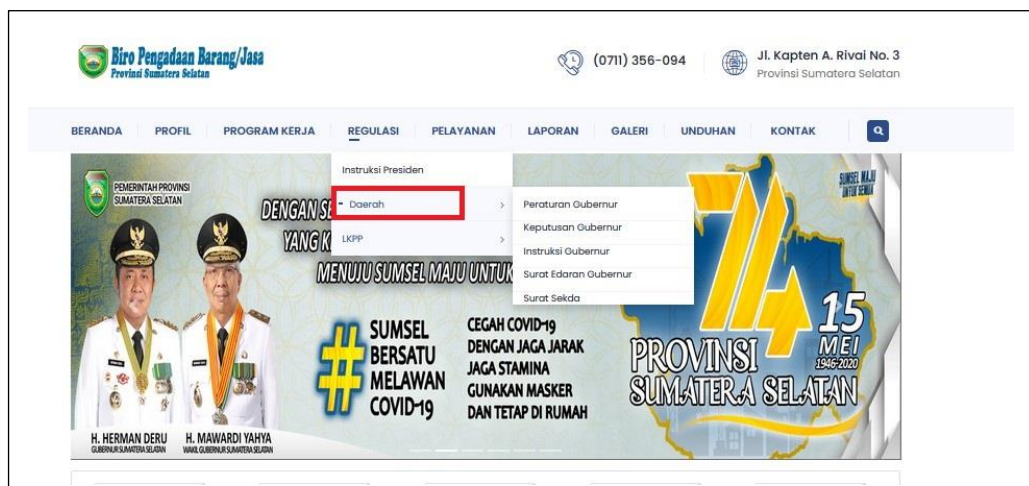 Biro Pengadaan Barang/Jasa
Provinsi Sumatera Selatan
(0711) 356-094
Jl. Kapten A. Rivai No. 3
Provinsi Sumatera Selatan
BERANDA PROFIL PROGRAM KERJA REGULASI PELAYANAN LAPORAN GALERI UNDUHAN KONTAK
Instruksi Presiden
Daerah
LKPP
Peraturan Gubernur
Keputusan Gubernur
Instruksi Gubernur
Surat Edaran Gubernur
Surat Sekda
PEMERINTAH PROVINSI
SUMATERA SELATAN
DENGAN
YANG
MENUJU SUMSEL MAJU UNTUK
SUMSEL MAJU
UNTUK SEMUA
#
SUMSEL
BERSATU
MELAWAN
COVID-19
CEGAH COVID-19
DENGAN JAGA JARAK
JAGA STAMINA
GUNAKAN MASKER
DAN TETAP DI RUMAH
74
15
MEI
1946-2020
PROVINSI
SUMATERA SELATAN
H. HERMAN DERU
GUBERNUR SUMATERA SELATAN
H. MAWARDI YAHYA
WAKIL GUBERNUR SUMATERA SELATAN